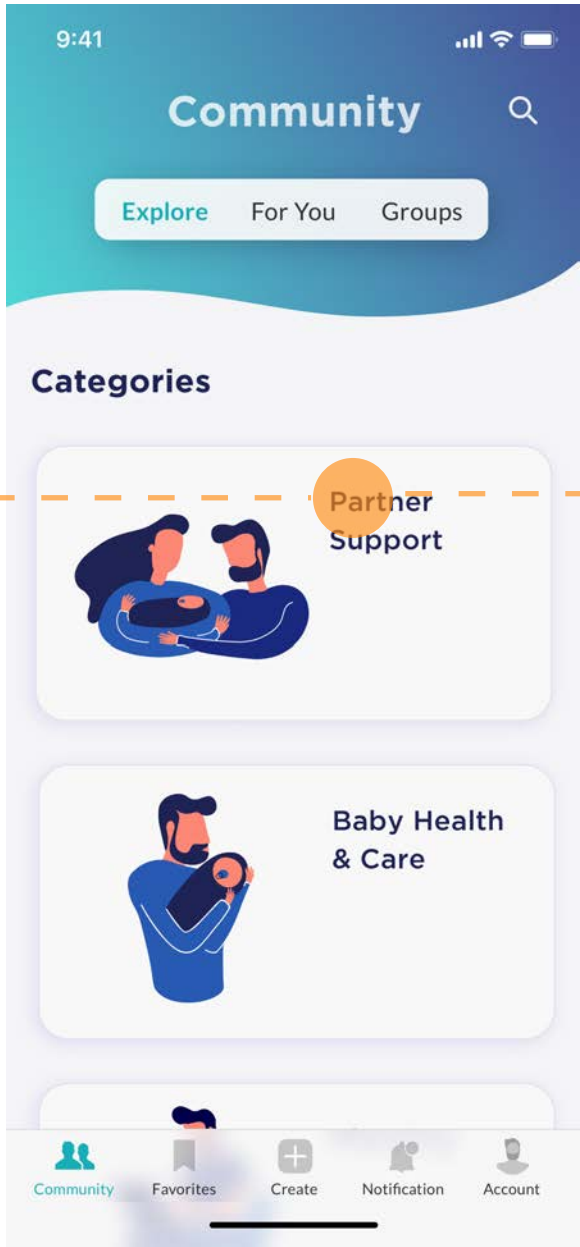 9:41
Community
Explore For You Groups
Categories
Partner
Support
Baby Health
& Care
Community Favorites Create Notification Account